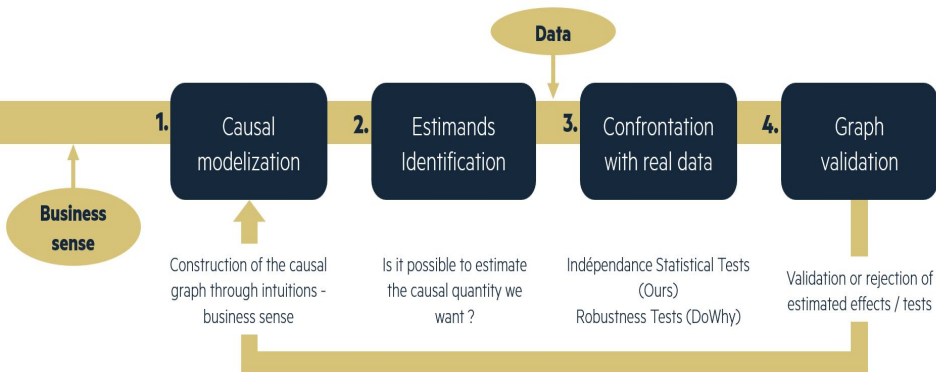 Data
1.
Causal
modelization
2.
Estimands
Identification
3.
Confrontation
with real data
4.
Graph
validation
Business
sense
Construction of the causal
graph through intuitions -
business sense
Is it possible to estimate
the causal quantity we
want ?
Indépendance Statistical Tests
(Ours)
Robustness Tests (DoWhy)
Validation or rejection of
estimated effects / tests